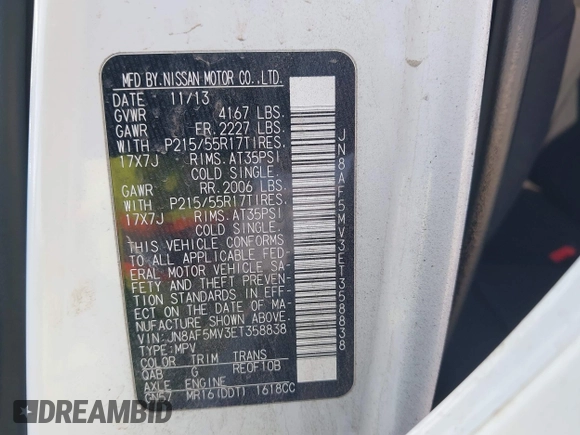 MFD BY.NISSAN MOTOR CO.,LTD.
DATE 11/13
GVWR 4167 LBS.
GAWR FR.2227 LBS.
WITH P215/55R17TIRES.
17X7J RIMS.AT35PSI
COLD SINGLE.
GAWR RR.2006 LBS.
WITH P215/55R17TIRES.
17X7J RIMS.AT35PSI
COLD SINGLE.
THIS VEHICLE CONFORMS
TO ALL APPLICABLE FED-
ERAL MOTOR VEHICLE SA-
FETY AND THEFT PREVEN-
TION STANDARDS IN EFF-
ECT ON THE DATE OF MA-
NUFACTURE SHOWN ABOVE.
VIN:JN8AF5MV3ET358838
TYPE:MPV
COLOR TRIM TRANS
QAB G RE0F10B
AXLE ENGINE
GN57 MR16(DDT) 1618CC
JN8AF5MV3ET358838
DREAMBID.com